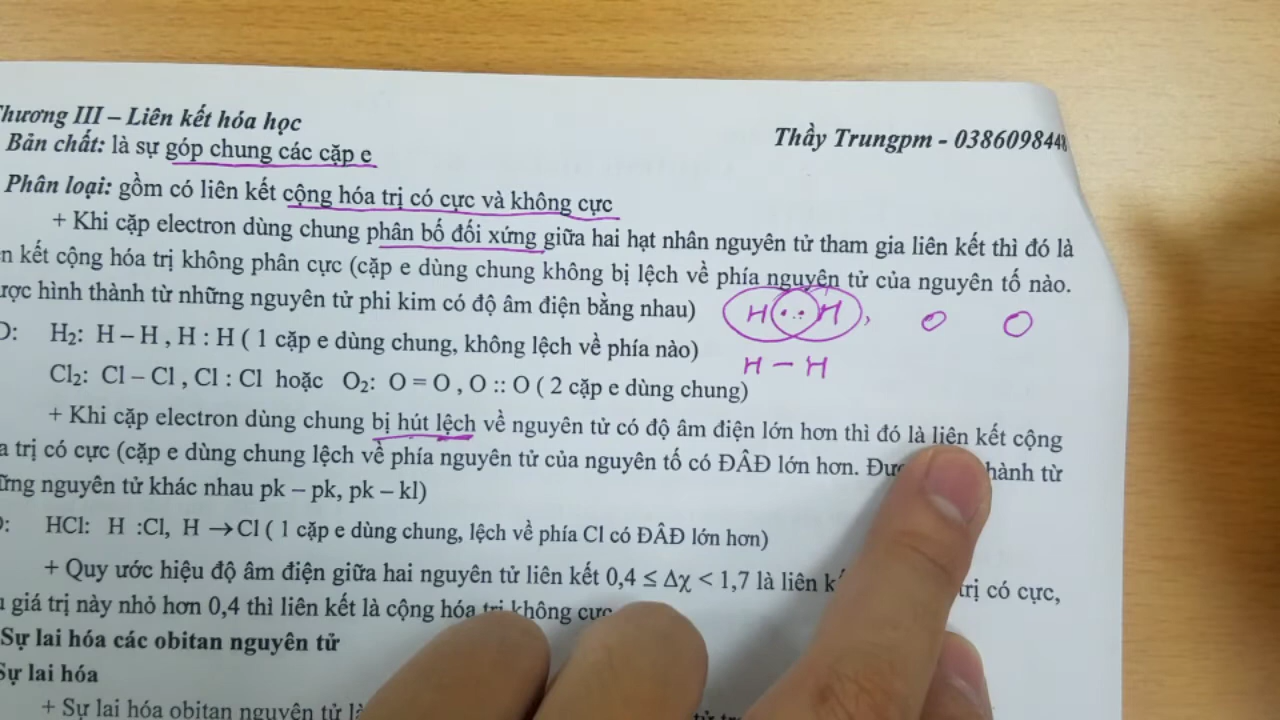 Chương III – Liên kết hóa học
Thầy Trungpm - 0386098448
Bản chất: là sự góp chung các cặp e
Phân loại: gồm có liên kết cộng hóa trị có cực và không cực
+ Khi cặp electron dùng chung phân bố đối xứng giữa hai hạt nhân nguyên tử tham gia liên kết thì đó là
kết cộng hóa trị không phân cực (cặp e dùng chung không bị lệch về phía nguyên tử của nguyên tố nào.
hình thành từ những nguyên tử phi kim có độ âm điện bằng nhau)
H H , O O
H – H
H₂: H – H , H : H ( 1 cặp e dùng chung, không lệch về phía nào)
Cl₂: Cl – Cl , Cl : Cl hoặc O₂: O = O , O :: O ( 2 cặp e dùng chung)
+ Khi cặp electron dùng chung bị hút lệch về nguyên tử có độ âm điện lớn hơn thì đó là liên kết cộng
trị có cực (cặp e dùng chung lệch về phía nguyên tử của nguyên tố có ĐÂĐ lớn hơn. hành từ
nguyên tử khác nhau pk – pk, pk – kl)
HCl: H :Cl, H → Cl ( 1 cặp e dùng chung, lệch về phía Cl có ĐÂĐ lớn hơn)
+ Quy ước hiệu độ âm điện giữa hai nguyên tử liên kết 0,4 ≤ Δχ < 1,7 là liên trị có cực,
giá trị này nhỏ hơn 0,4 thì liên kết là cộng hóa trị không cực
Sự lai hóa các obitan nguyên tử
Sự lai hóa
+ Sự lai hóa obitan nguyên tử là